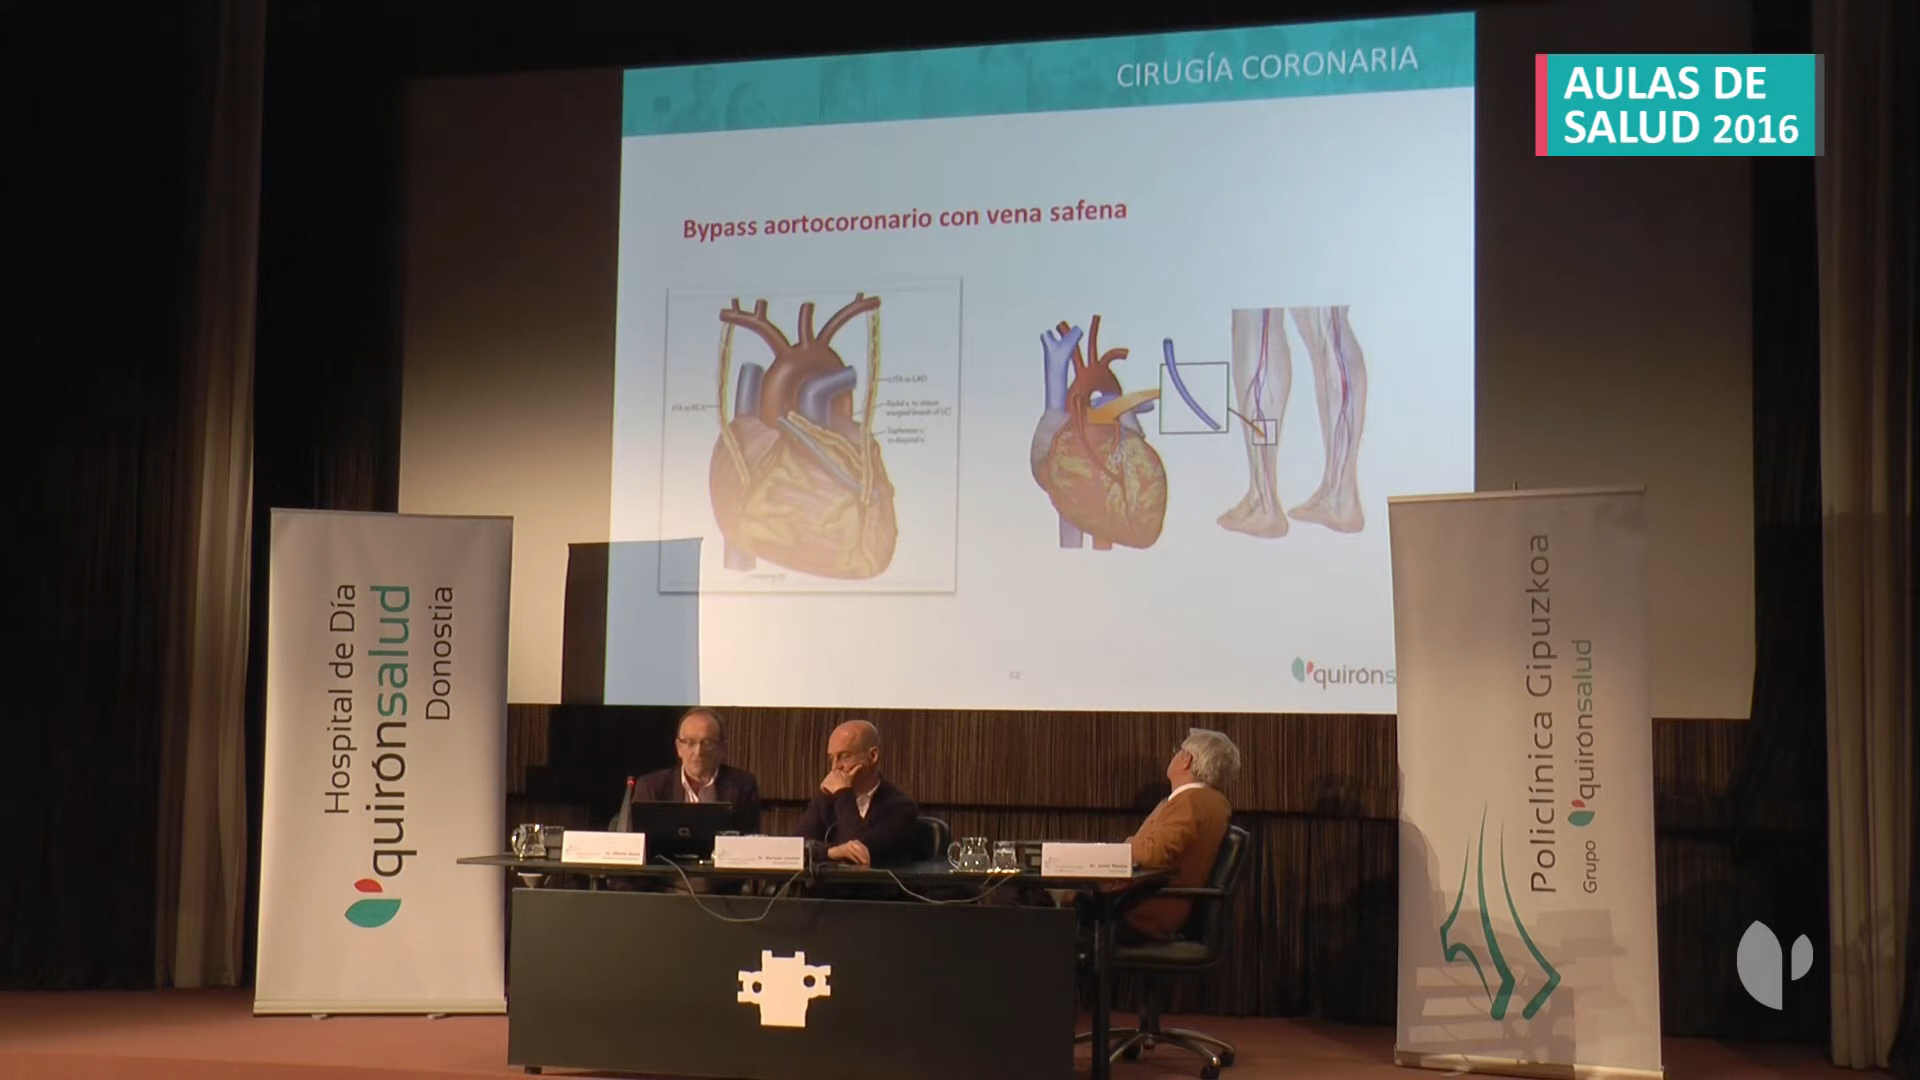 CIRUGÍA CORONARIA
AULAS DE
SALUD 2016
Bypass aortocoronario con vena safena
quiróns
Hospital de Día
quirónsalud
Donostia
Policlínica Gipuzkoa
Grupo quirónsalud